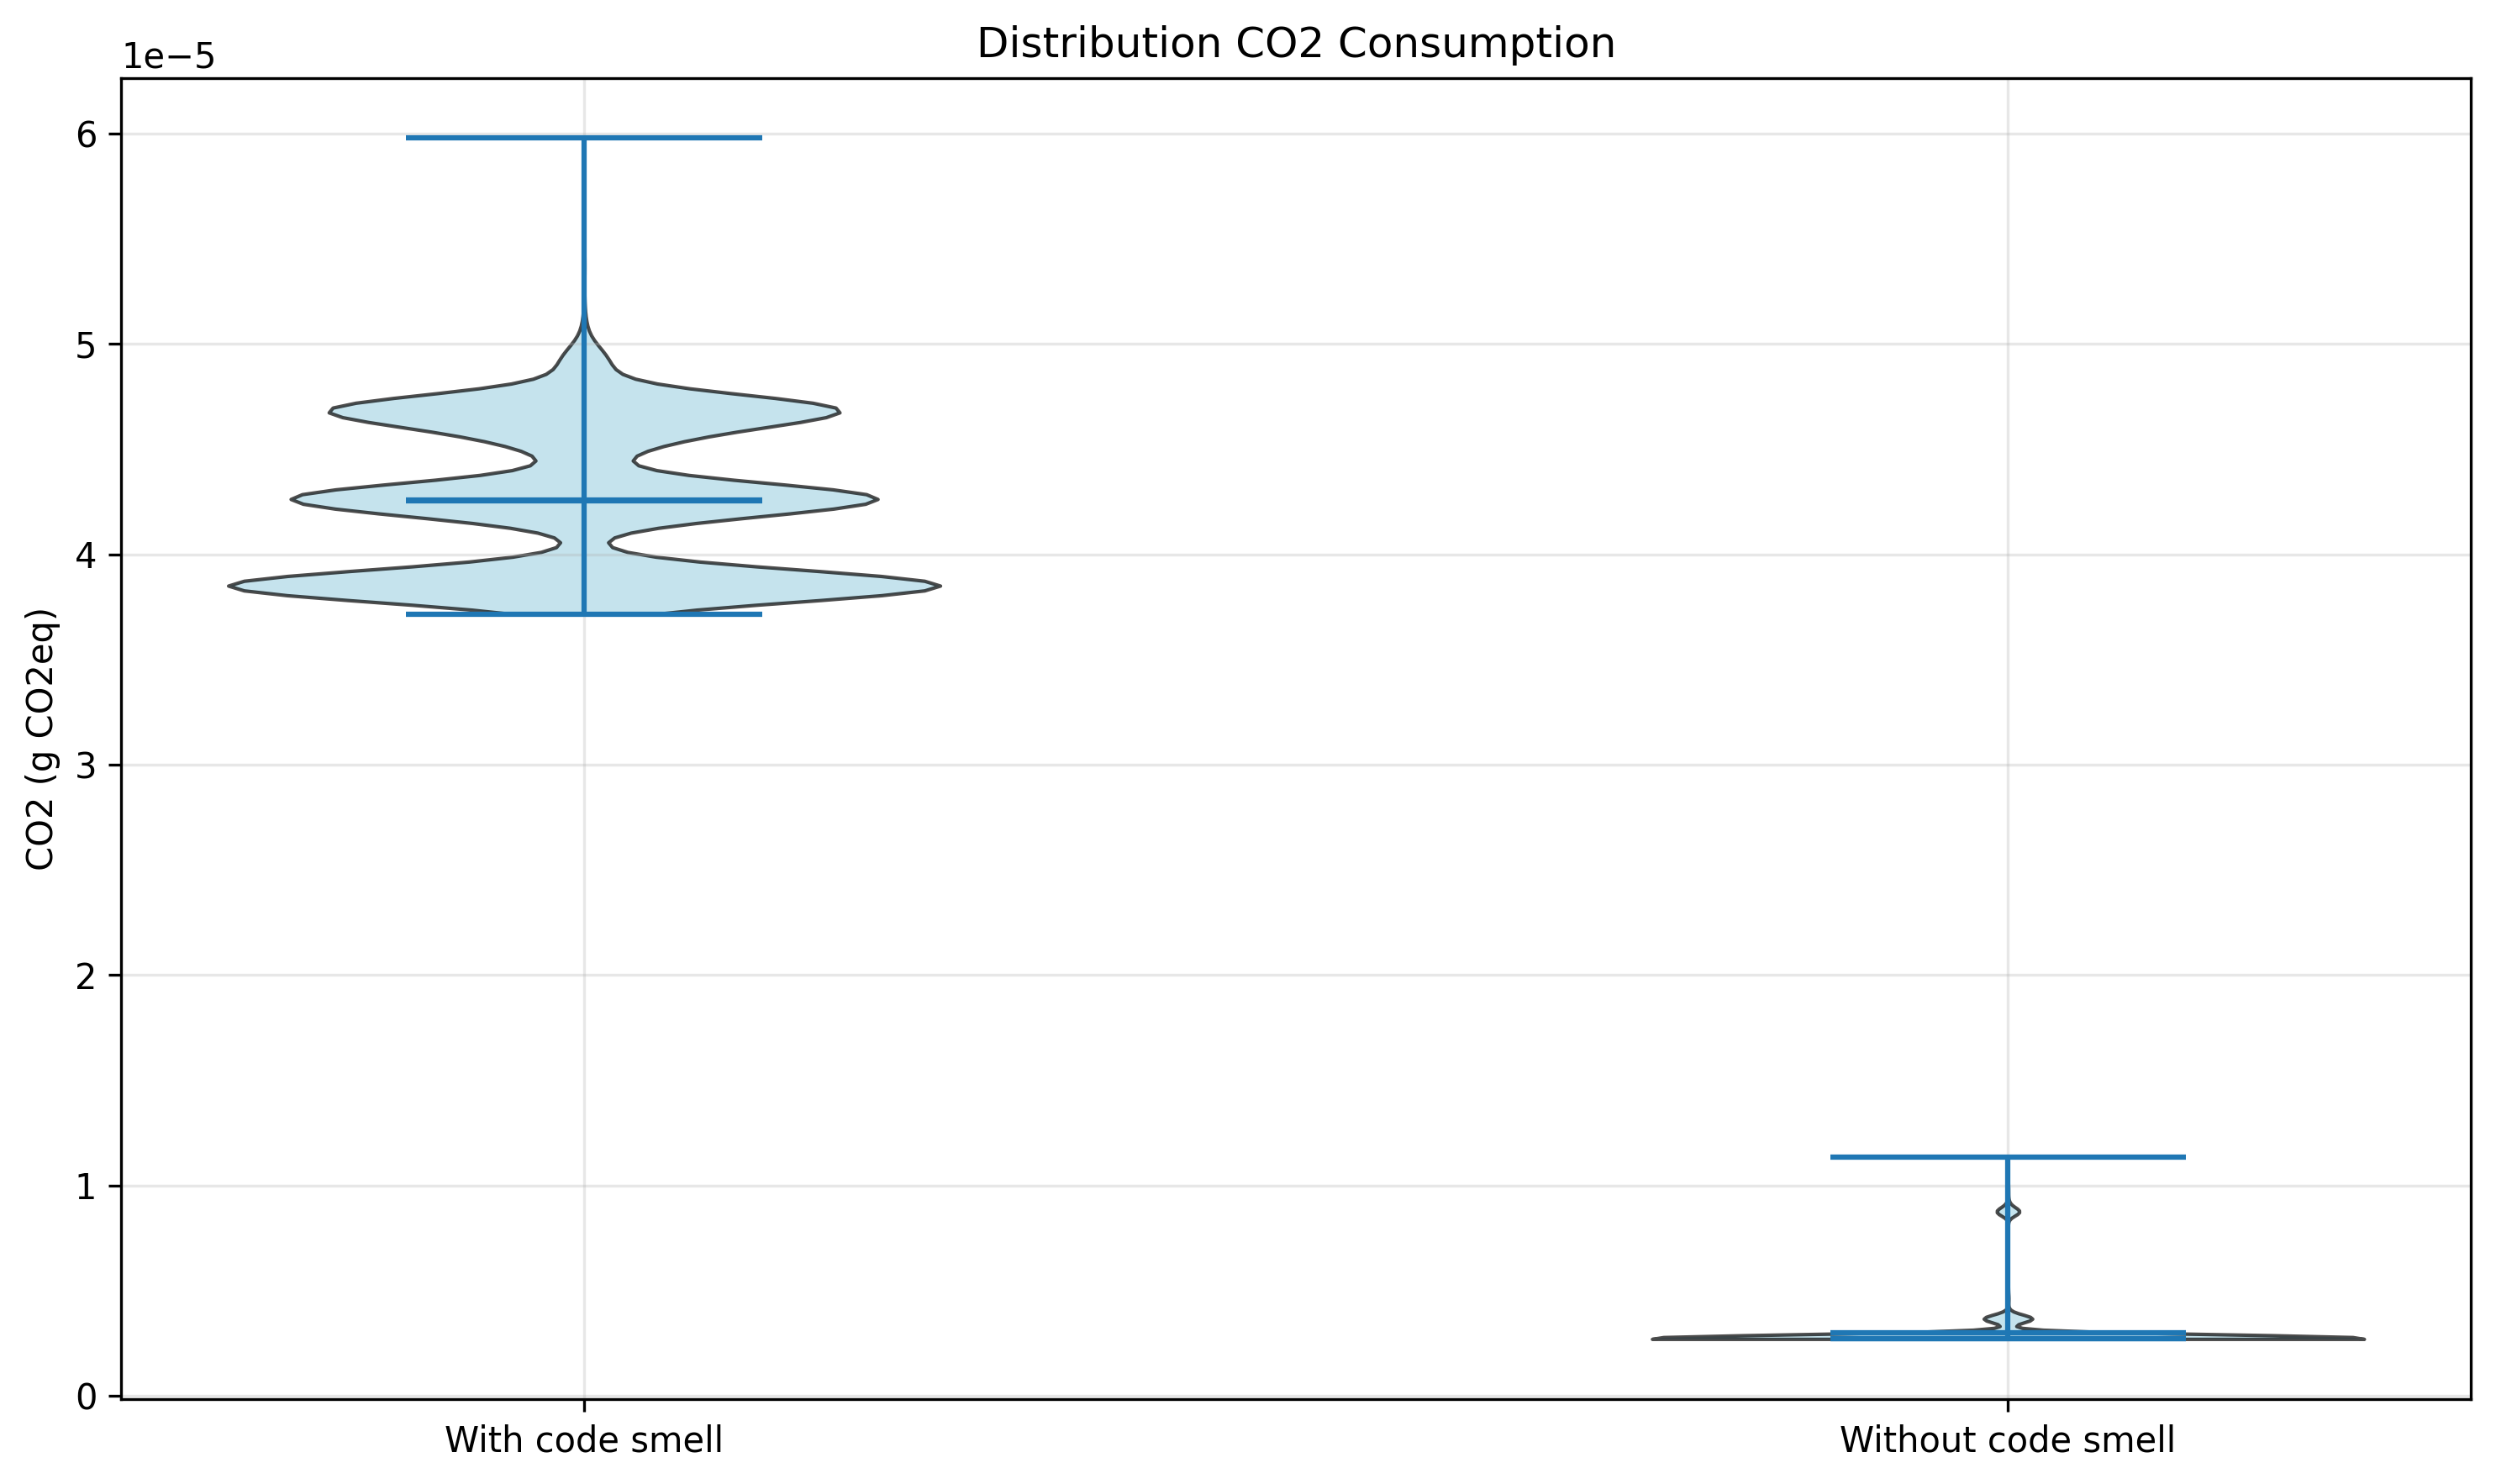 Distribution CO2 Consumption
1e−5
6
5
4
3
2
1
0
CO2 (g CO2eq)
With code smell
Without code smell